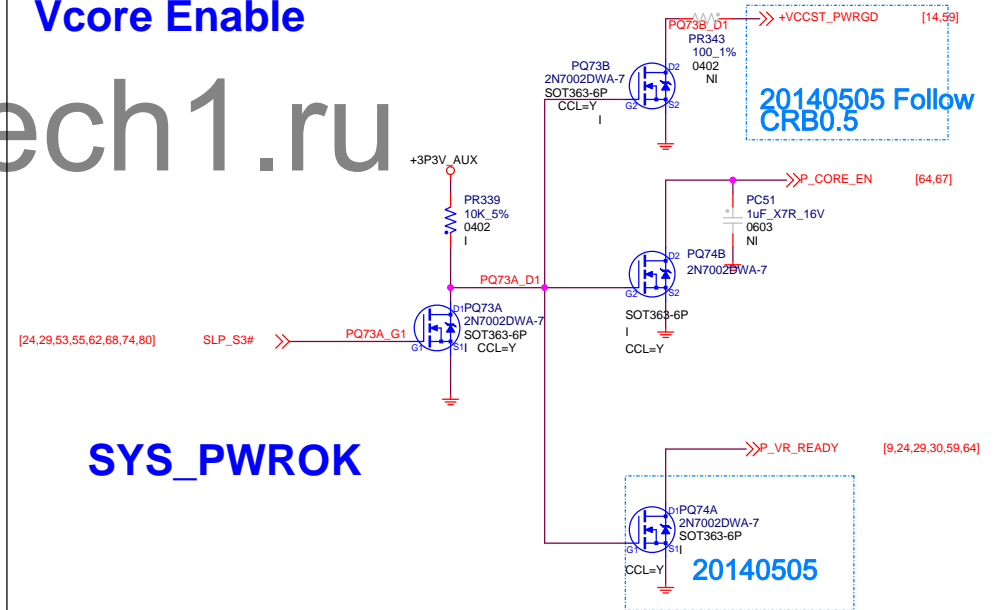 Vcore Enable
ech1.ru
PQ73B_D1
+VCCST_PWRGD [14,59]
PR343
100_1%
0402
NI
PQ73B
2N7002DWA-7
SOT363-6P
CCL=Y
I
D2
G2
S2
20140505 Follow
CRB0.5
+3P3V_AUX
PR339
10K_5%
0402
I
P_CORE_EN [64,67]
PC51
1uF_X7R_16V
0603
NI
D2
PQ74B
2N7002DWA-7
G2
S2
SOT363-6P
I
CCL=Y
PQ73A_D1
D1
PQ73A
2N7002DWA-7
SOT363-6P
I CCL=Y
G1
S1
[24,29,53,55,62,68,74,80] SLP_S3# PQ73A_G1
SYS_PWROK
P_VR_READY [9,24,29,30,59,64]
D1
PQ74A
2N7002DWA-7
SOT363-6P
I
G1
S1
CCL=Y
20140505